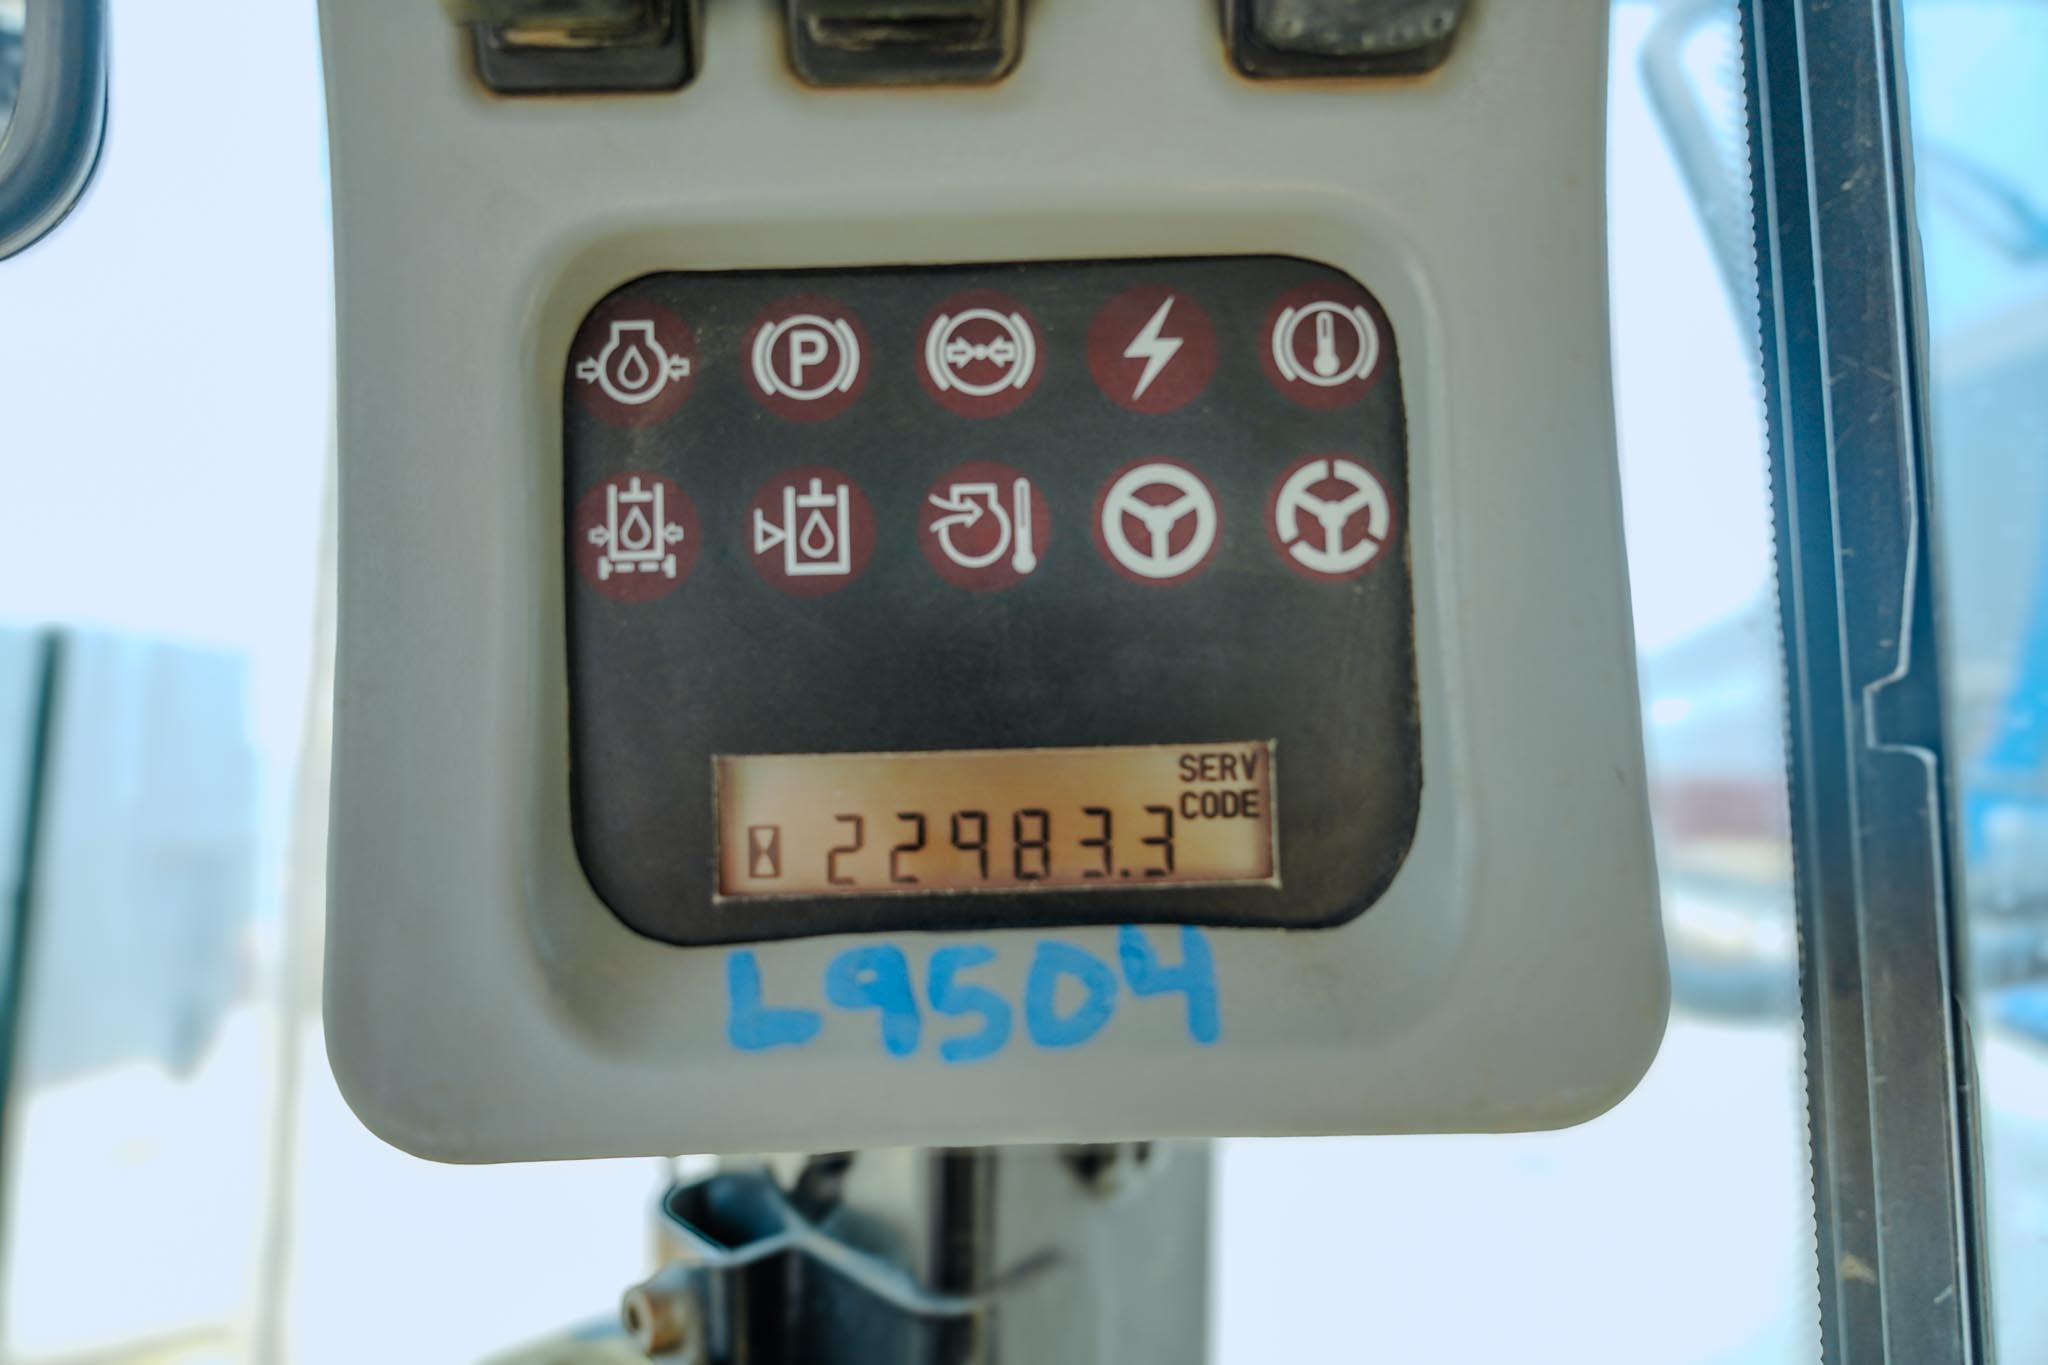 P
SERV
CODE
22983.3
L9504